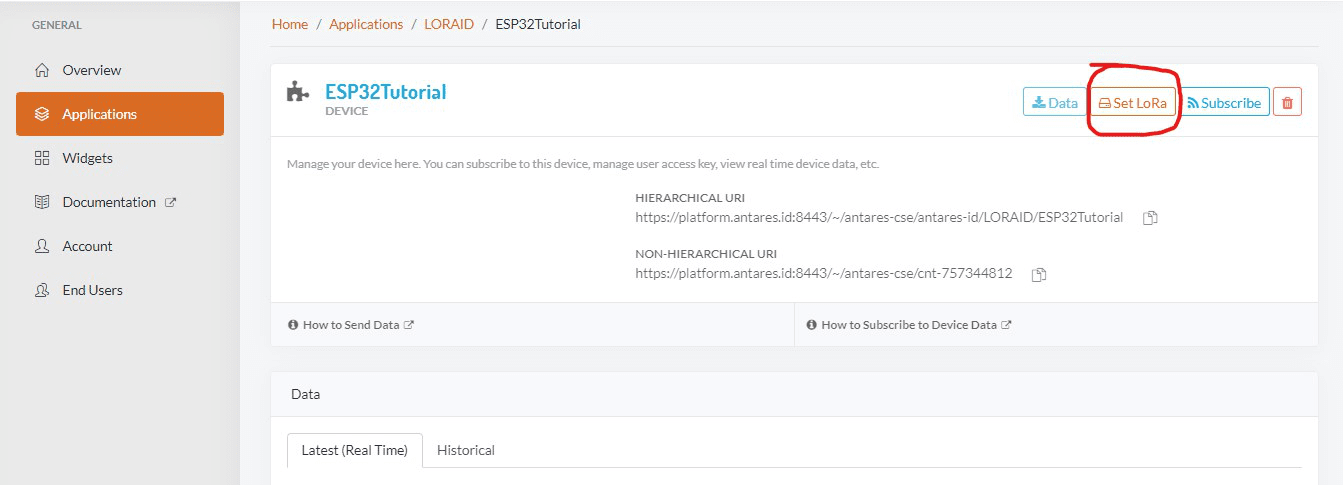 GENERAL
Overview
Applications
Widgets
Documentation
Account
End Users
Home / Applications / LORAID / ESP32Tutorial
ESP32Tutorial
DEVICE
Data Set LoRa Subscribe
Manage your device here. You can subscribe to this device, manage user access key, view real time device data, etc.
HIERARCHICAL URI
https://platform.antares.id:8443/~/antares-cse/antares-id/LORAID/ESP32Tutorial
NON-HIERARCHICAL URI
https://platform.antares.id:8443/~/antares-cse/cnt-757344812
How to Send Data
How to Subscribe to Device Data
Data
Latest (Real Time) Historical